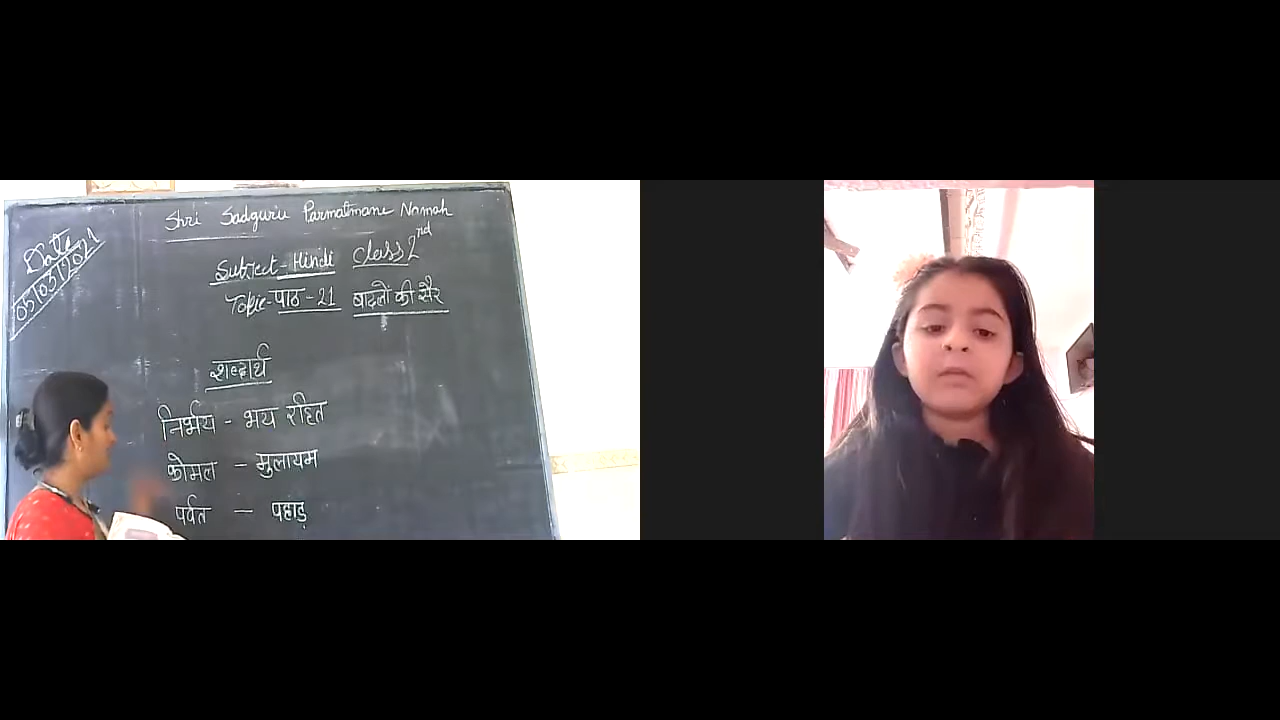 Shri Sadguru Parmatmane Namah
Date
05/03/2021
Subject-Hindi Class 2nd
Topic-पाठ-21 बादलों की सैर
शब्दार्थ
निर्भय - भय रहित
कोमल - मुलायम
पर्वत - पहाड़